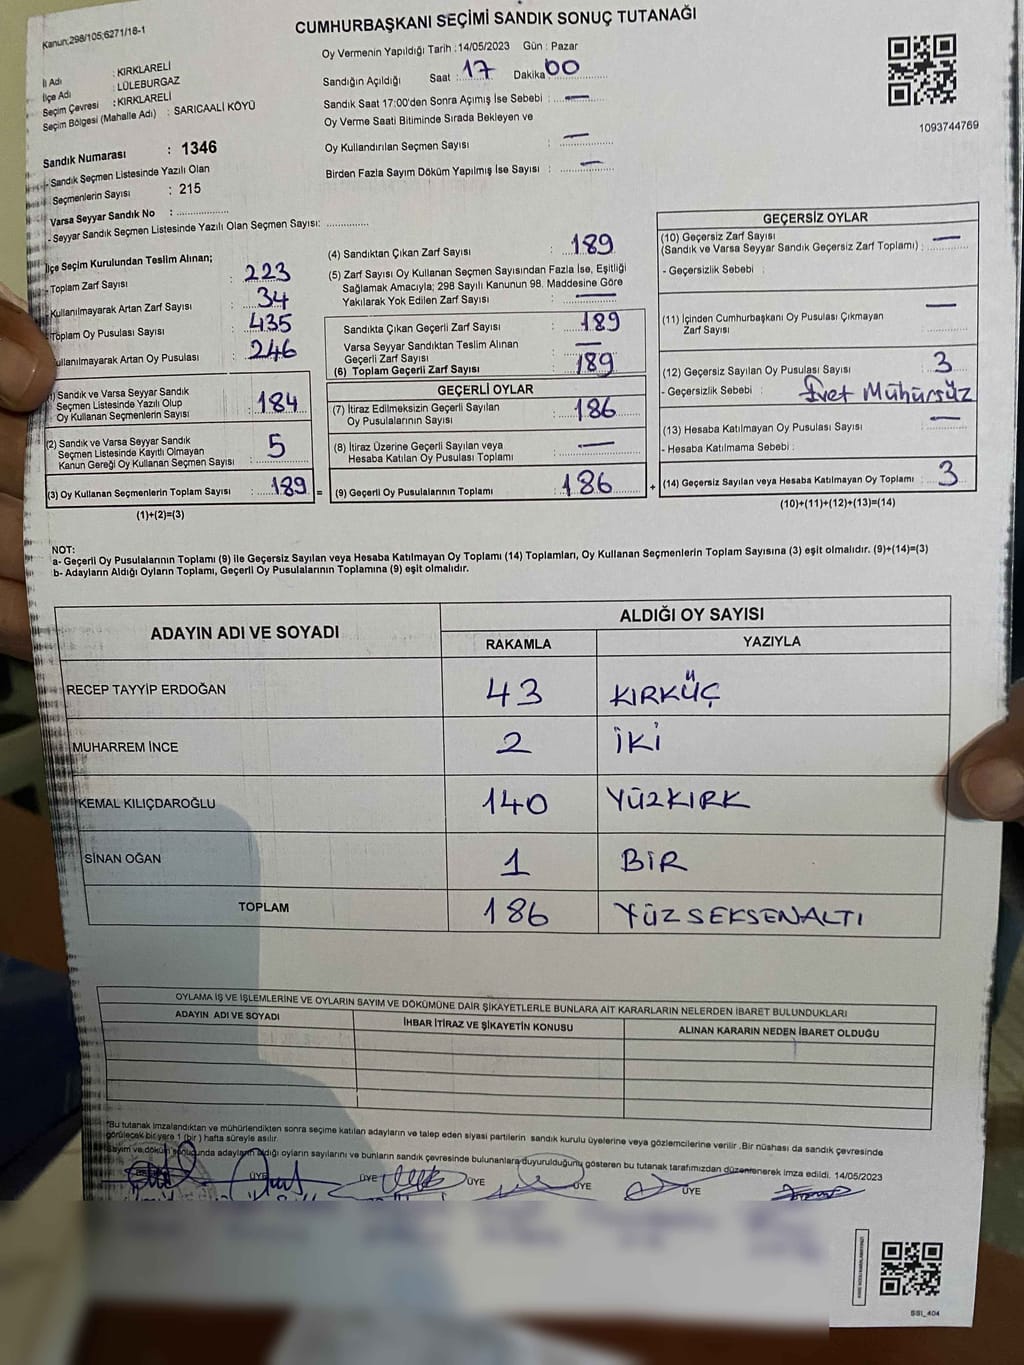 Kanun:298/105;6271/18-1
CUMHURBAŞKANI SEÇİMİ SANDIK SONUÇ TUTANAĞI
İl Adı : KIRKLARELİ
İlçe Adı : LÜLEBURGAZ
Seçim Çevresi : KIRKLARELİ
Seçim Bölgesi (Mahalle Adı) : SARICAALİ KÖYÜ
Sandık Numarası : 1346
- Sandık Seçmen Listesinde Yazılı Olan
Seçmenlerin Sayısı : 215
Varsa Seyyar Sandık No : ....................
- Seyyar Sandık Seçmen Listesinde Yazılı Olan Seçmen Sayısı: ................
Oy Vermenin Yapıldığı Tarih : 14/05/2023 Gün : Pazar
Sandığın Açıldığı Saat : 17 Dakika 00
Sandık Saat 17:00'den Sonra Açımış İse Sebebi : —
Oy Verme Saati Bitiminde Sırada Bekleyen ve
Oy Kullandırılan Seçmen Sayısı : —
Birden Fazla Sayım Döküm Yapılmış İse Sayısı : —
1093744769
İlçe Seçim Kurulundan Teslim Alınan;
- Toplam Zarf Sayısı : 223
Kullanılmayarak Artan Zarf Sayısı : 34
Toplam Oy Pusulası Sayısı : 435
Kullanılmayarak Artan Oy Pusulası : 246
(1) Sandık ve Varsa Seyyar Sandık
Seçmen Listesinde Yazılı Olup
Oy Kullanan Seçmenlerin Sayısı : 184
(2) Sandık ve Varsa Seyyar Sandık
Seçmen Listesinde Kayıtlı Olmayan
Kanun Gereği Oy Kullanan Seçmen Sayısı : 5
(3) Oy Kullanan Seçmenlerin Toplam Sayısı : 189 =
(1)+(2)=(3)
(4) Sandıktan Çıkan Zarf Sayısı : 189
(5) Zarf Sayısı Oy Kullanan Seçmen Sayısından Fazla İse, Eşitliği
Sağlamak Amacıyla; 298 Sayılı Kanunun 98. Maddesine Göre
Yakılarak Yok Edilen Zarf Sayısı : —
Sandıkta Çıkan Geçerli Zarf Sayısı : 189
Varsa Seyyar Sandıktan Teslim Alınan
Geçerli Zarf Sayısı : —
(6) Toplam Geçerli Zarf Sayısı : 189
GEÇERLİ OYLAR
(7) İtiraz Edilmeksizin Geçerli Sayılan
Oy Pusulalarının Sayısı : 186
(8) İtiraz Üzerine Geçerli Sayılan veya
Hesaba Katılan Oy Pusulası Toplamı : —
(9) Geçerli Oy Pusulalarının Toplamı : 186 +
GEÇERSİZ OYLAR
(10) Geçersiz Zarf Sayısı
(Sandık ve Varsa Seyyar Sandık Geçersiz Zarf Toplamı) : —
- Geçersizlik Sebebi :
(11) İçinden Cumhurbaşkanı Oy Pusulası Çıkmayan
Zarf Sayısı : —
(12) Geçersiz Sayılan Oy Pusulası Sayısı : 3
- Geçersizlik Sebebi : Evet Mühürsüz
(13) Hesaba Katılmayan Oy Pusulası Sayısı : —
- Hesaba Katılmama Sebebi :
(14) Geçersiz Sayılan veya Hesaba Katılmayan Oy Toplamı : 3
(10)+(11)+(12)+(13)=(14)
NOT:
a- Geçerli Oy Pusulalarının Toplamı (9) ile Geçersiz Sayılan veya Hesaba Katılmayan Oy Toplamı (14) Toplamları, Oy Kullanan Seçmenlerin Toplam Sayısına (3) eşit olmalıdır. (9)+(14)=(3)
b- Adayların Aldığı Oyların Toplamı, Geçerli Oy Pusulalarının Toplamına (9) eşit olmalıdır.
ADAYIN ADI VE SOYADI ALDIĞI OY SAYISI
RAKAMLA YAZIYLA
RECEP TAYYİP ERDOĞAN 43 KIRKÜÇ
MUHARREM İNCE 2 İKİ
KEMAL KILIÇDAROĞLU 140 YÜZKIRK
SİNAN OĞAN 1 BİR
TOPLAM 186 YÜZ SEKSENALTI
OYLAMA İŞ VE İŞLEMLERİNE VE OYLARIN SAYIM VE DÖKÜMÜNE DAİR ŞİKAYETLERLE BUNLARA AİT KARARLARIN NELERDEN İBARET BULUNDUKLARI
ADAYIN ADI VE SOYADI İHBAR İTİRAZ VE ŞİKAYETİN KONUSU ALINAN KARARIN NEDEN İBARET OLDUĞU
*Bu tutanak imzalandıktan ve mühürlendikten sonra seçime katılan adayların ve talep eden siyasi partilerin sandık kurulu üyelerine veya gözlemcilerine verilir. Bir nüshası da sandık çevresinde
görülecek bir yere 1 (bir) hafta süreyle asılır.
Sayım ve döküm sonucunda adayların aldığı oyların sayılarını ve bunların sandık çevresinde bulunanlara duyurulduğunu gösteren bu tutanak tarafımızdan düzenlenerek imza edildi. 14/05/2023
ÜYE ÜYE ÜYE ÜYE ÜYE
SSI_404